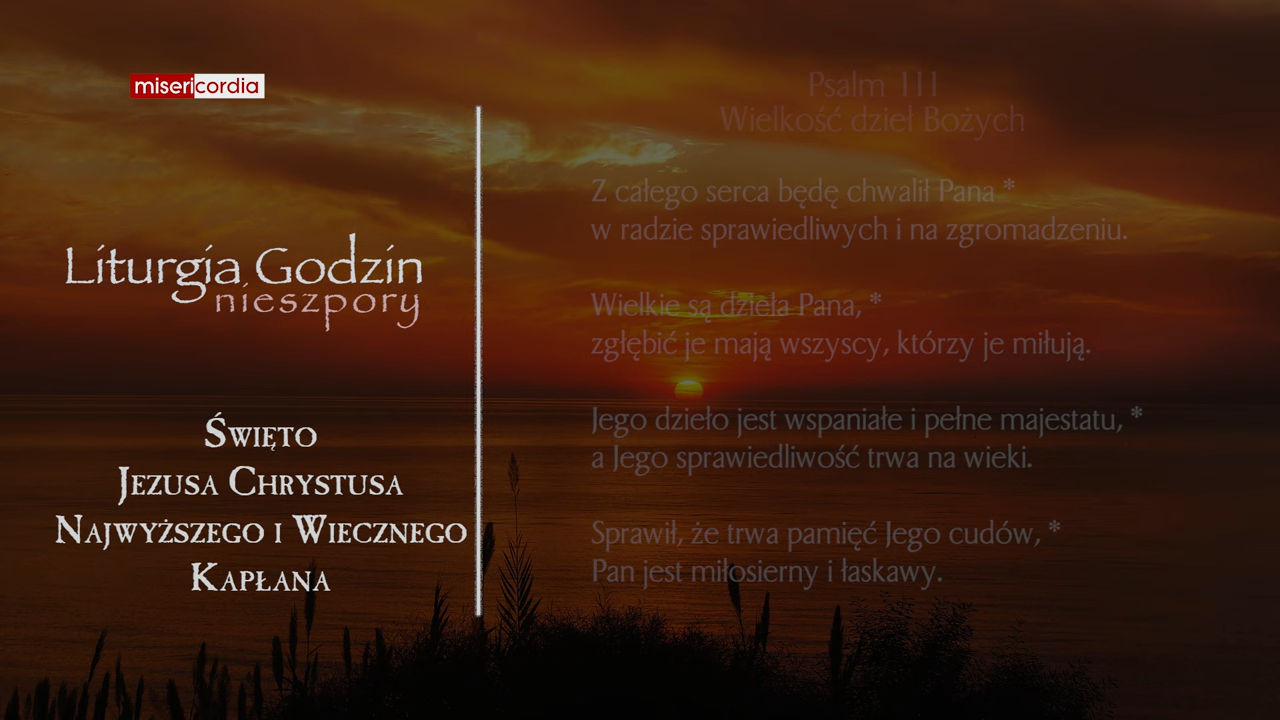 misericordia
Liturgia Godzin
nieszpory
Święto
Jezusa Chrystusa
Najwyższego i Wiecznego
Kapłana
Psalm 111
Wielkość dzieł Bożych
Z całego serca będę chwalił Pana *
w radzie sprawiedliwych i na zgromadzeniu.
Wielkie są dzieła Pana, *
zgłębić je mają wszyscy, którzy je miłują.
Jego dzieło jest wspaniałe i pełne majestatu, *
a Jego sprawiedliwość trwa na wieki.
Sprawił, że trwa pamięć Jego cudów, *
Pan jest miłosierny i łaskawy.